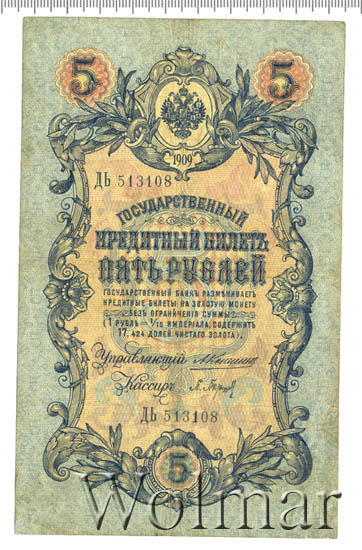 5 5
1909
ДЬ 513108
ГОСУДАРСТВЕННЫЙ
КРЕДИТНЫЙ БИЛЕТЪ
ПЯТЬ РУБЛЕЙ
ГОСУДАРСТВЕННЫЙ БАНКЪ РАЗМѢНИВАЕТЪ
КРЕДИТНЫЕ БИЛЕТЫ НА ЗОЛОТУЮ МОНЕТУ
БЕЗЪ ОГРАНИЧЕНІЯ СУММЫ
(1 РУБЛЬ = 1/15 ИМПЕРІАЛА, СОДЕРЖИТЪ
17,424 ДОЛЕЙ ЧИСТАГО ЗОЛОТА).
Управляющій
Кассиръ
ДЬ 513108
5
Wolmar